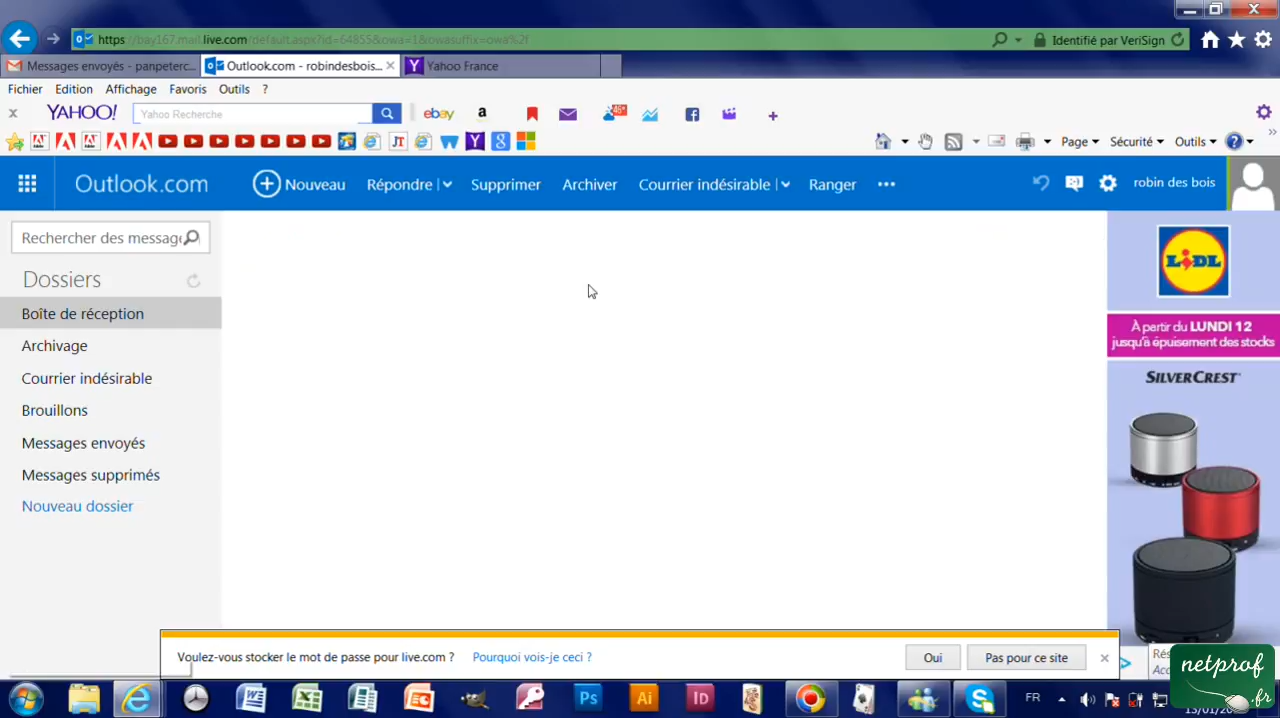 https://bay167.mail.live.com/default.aspx?id=64855&owa=1&owasuffix=owa%2f
Identifié par VeriSign
Messages envoyés - panpeterc...
Outlook.com - robindesbois...
Yahoo France
Fichier Edition Affichage Favoris Outils ?
YAHOO! Yahoo Recherche ebay a
Page Sécurité Outils
Outlook.com Nouveau Répondre Supprimer Archiver Courrier indésirable Ranger ••• robin des bois
Rechercher des messag
Dossiers
Boîte de réception
Archivage
Courrier indésirable
Brouillons
Messages envoyés
Messages supprimés
Nouveau dossier
LIDL
À partir du LUNDI 12
jusqu'à épuisement des stocks
SILVERCREST
Voulez-vous stocker le mot de passe pour live.com ? Pourquoi vois-je ceci ? Oui Pas pour ce site
netprof
.fr
Ps Ai ID FR